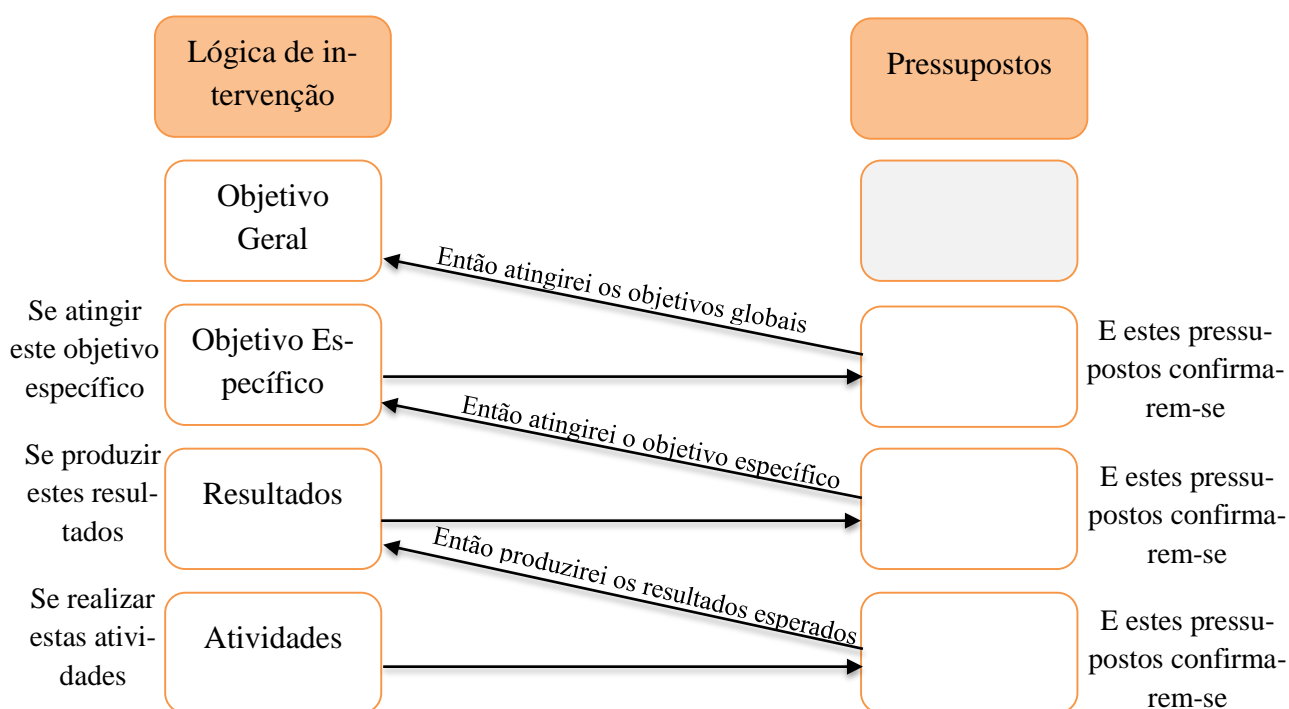 Lógica de in-
tervenção
Pressupostos
Objetivo
Geral
Então atingirei os objetivos globais
Se atingir
este objetivo
específico
Objetivo Es-
pecífico
E estes pressu-
postos confirma-
rem-se
Então atingirei o objetivo específico
Se produzir
estes resul-
tados
Resultados
E estes pressu-
postos confirma-
rem-se
Então produzirei os resultados esperados
Se realizar
estas ativi-
dades
Atividades
E estes pressu-
postos confirma-
rem-se